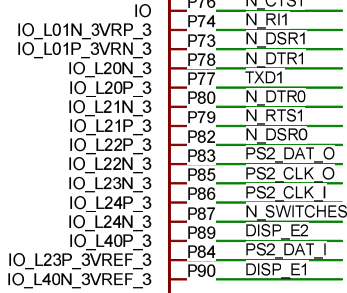 IO P76 N_CTS1
IO_L01N_3VRP_3 P74 N_RI1
IO_L01P_3VRN_3 P73 N_DSR1
IO_L20N_3 P78 N_DTR1
IO_L20P_3 P77 TXD1
IO_L21N_3 P80 N_DTR0
IO_L21P_3 P79 N_RTS1
IO_L22P_3 P82 N_DSR0
IO_L22N_3 P83 PS2_DAT_O
IO_L23N_3 P85 PS2_CLK_O
IO_L24P_3 P86 PS2_CLK_I
IO_L24N_3 P87 N_SWITCHES
IO_L40P_3 P89 DISP_E2
IO_L23P_3VREF_3 P84 PS2_DAT_I
IO_L40N_3VREF_3 P90 DISP_E1